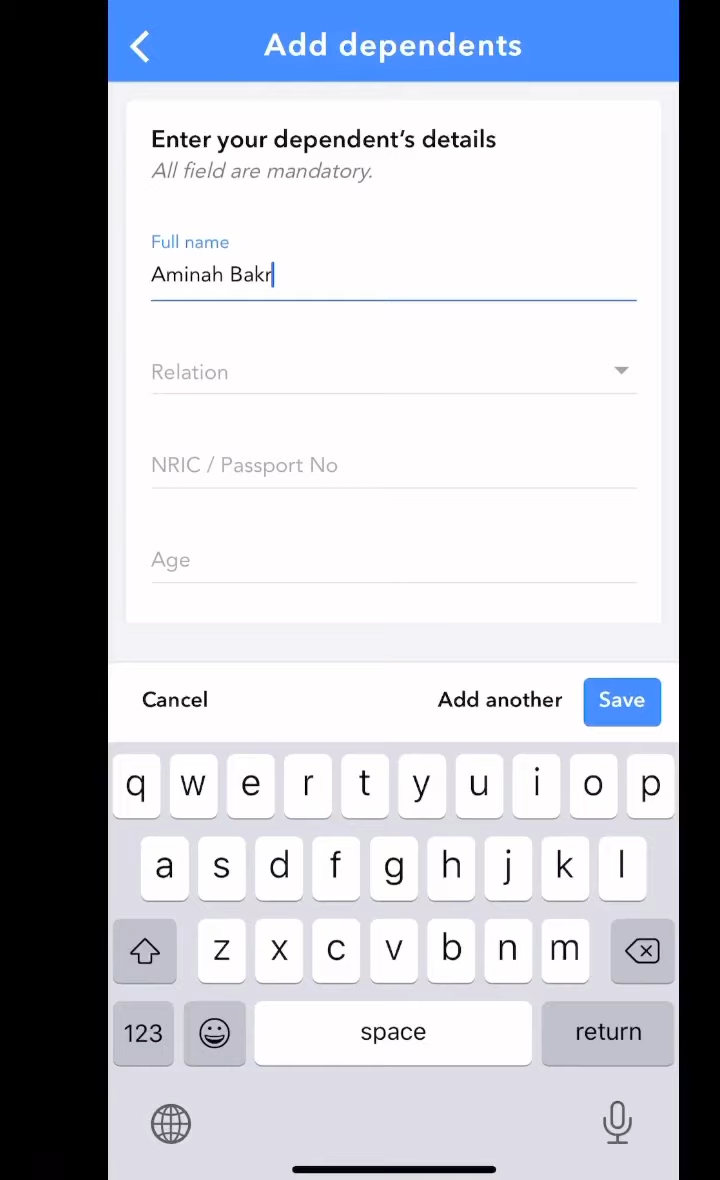 Add dependents
Enter your dependent’s details
All field are mandatory.
Full name
Aminah Bakr
Relation
NRIC / Passport No
Age
Cancel Add another Save
q w e r t y u i o p
a s d f g h j k l
z x c v b n m
123 space return